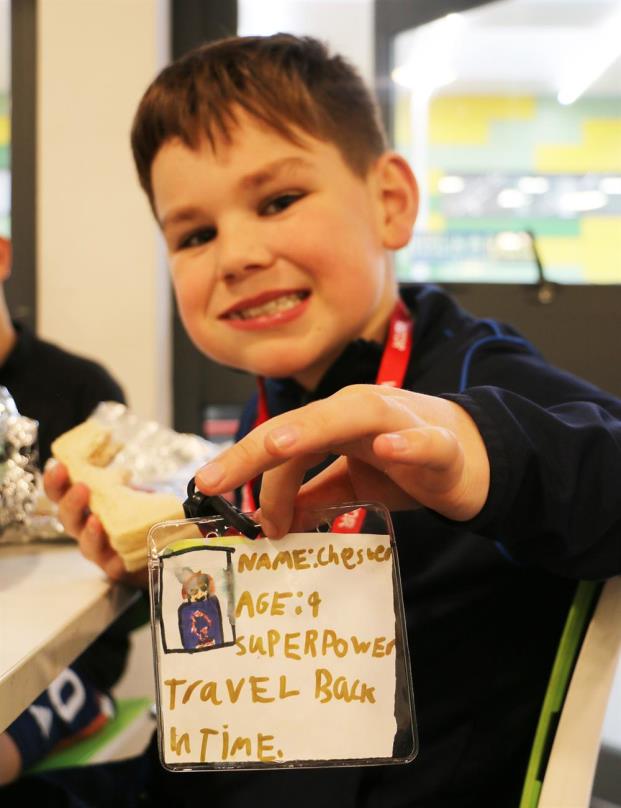 NAME: Chester
AGE: 9
SUPERPOWER
TraVEL BacK
In TimE.